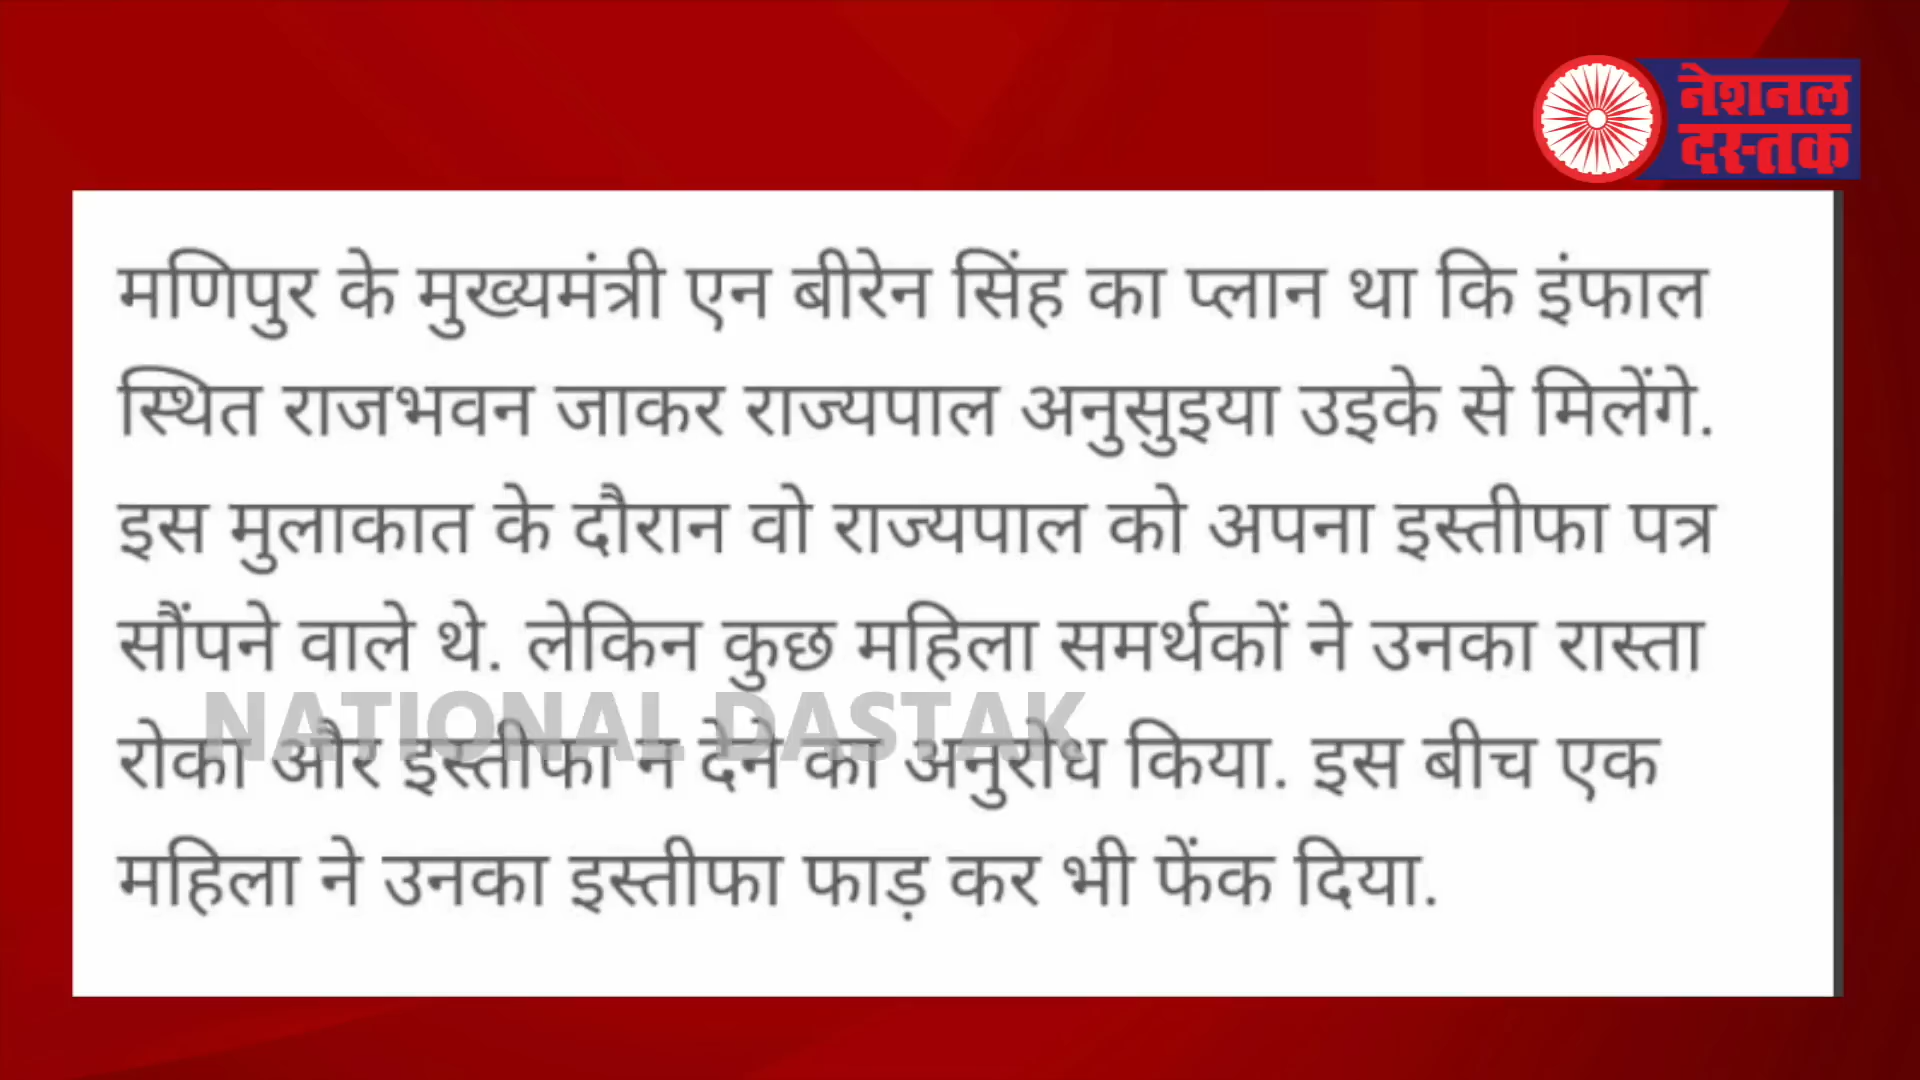 नेशनल
दस्तक
मणिपुर के मुख्यमंत्री एन बीरेन सिंह का प्लान था कि इंफाल
स्थित राजभवन जाकर राज्यपाल अनुसुइया उइके से मिलेंगे.
इस मुलाकात के दौरान वो राज्यपाल को अपना इस्तीफा पत्र
सौंपने वाले थे. लेकिन कुछ महिला समर्थकों ने उनका रास्ता
NATIONAL DASTAK
रोका और इस्तीफा न देने का अनुरोध किया. इस बीच एक
महिला ने उनका इस्तीफा फाड़ कर भी फेंक दिया.